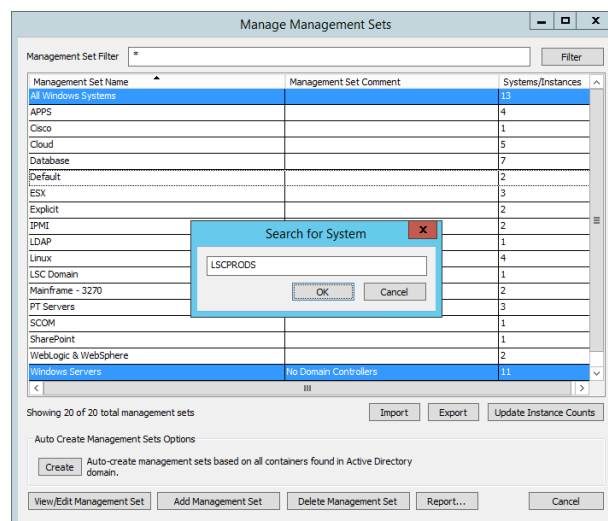 Manage Management Sets
Management Set Filter * Filter
Management Set Name Management Set Comment Systems/Instances
All Windows Systems 13
APPS 4
Cisco 1
Cloud 5
Database 7
Default 2
ESX 3
Explicit 2
IPMI 2
LDAP 1
Linux 4
LSC Domain 1
Mainframe - 3270 2
PT Servers 3
SCOM 1
SharePoint 1
WebLogic & WebSphere 2
Windows Servers No Domain Controllers 11
Search for System x
LSCPRODS
OK Cancel
Showing 20 of 20 total management sets Import Export Update Instance Counts
Auto Create Management Sets Options
Create Auto-create management sets based on all containers found in Active Directory
domain.
View/Edit Management Set Add Management Set Delete Management Set Report... Cancel